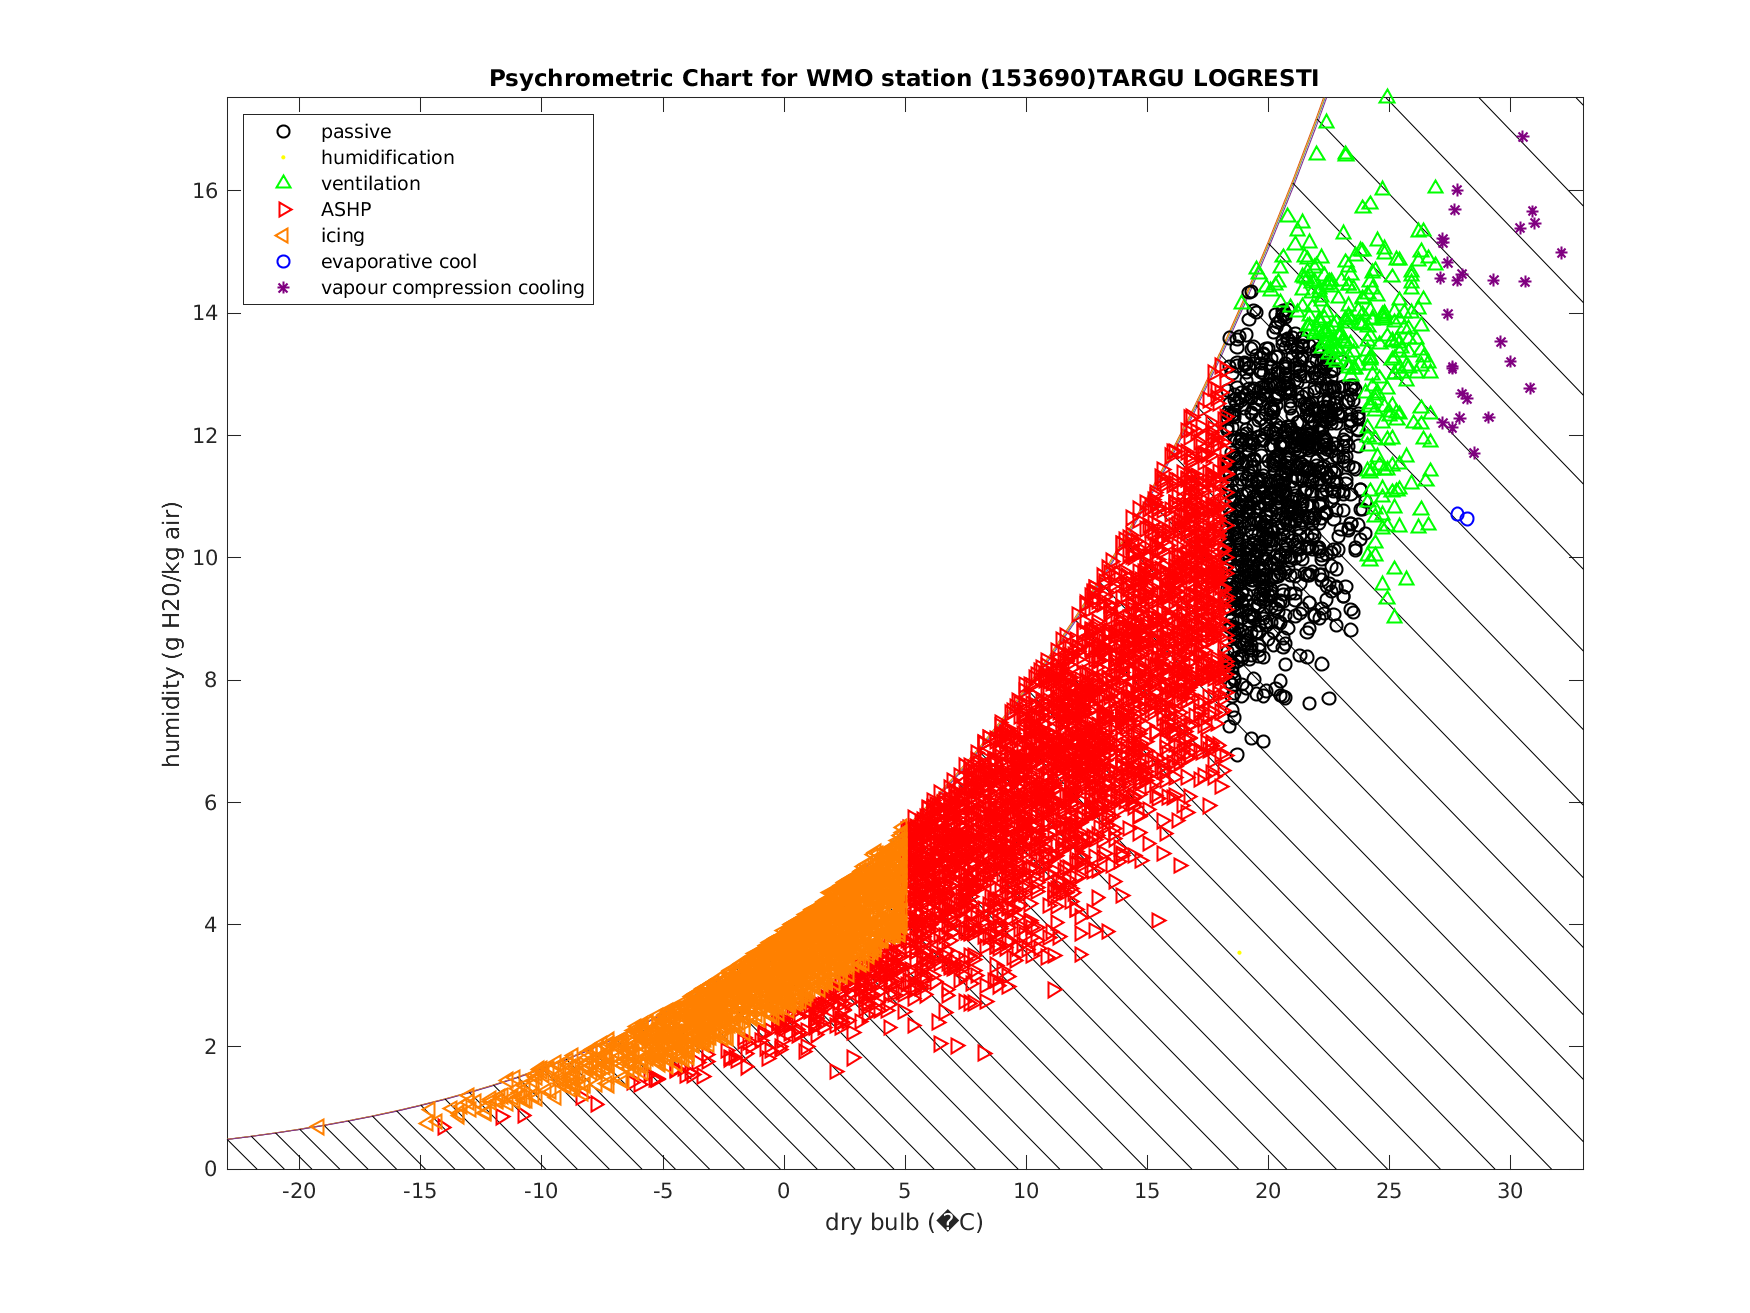 Psychrometric Chart for WMO station (153690)TARGU LOGRESTI
passive
humidification
ventilation
ASHP
icing
evaporative cool
vapour compression cooling
humidity (g H20/kg air)
16
14
12
10
8
6
4
2
0
-20 -15 -10 -5 0 5 10 15 20 25 30
dry bulb (�C)